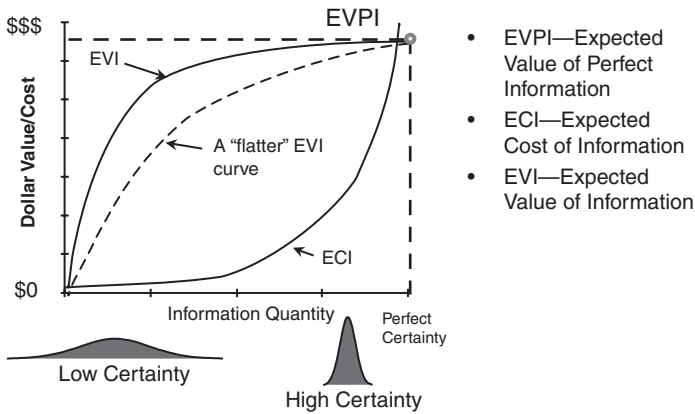 EVPI
$$$
EVI
A “flatter” EVI
curve
ECI
Dollar Value/Cost
$0
Information Quantity
Perfect
Certainty
Low Certainty
High Certainty
• EVPI—Expected
Value of Perfect
Information
• ECI—Expected
Cost of Information
• EVI—Expected
Value of Information